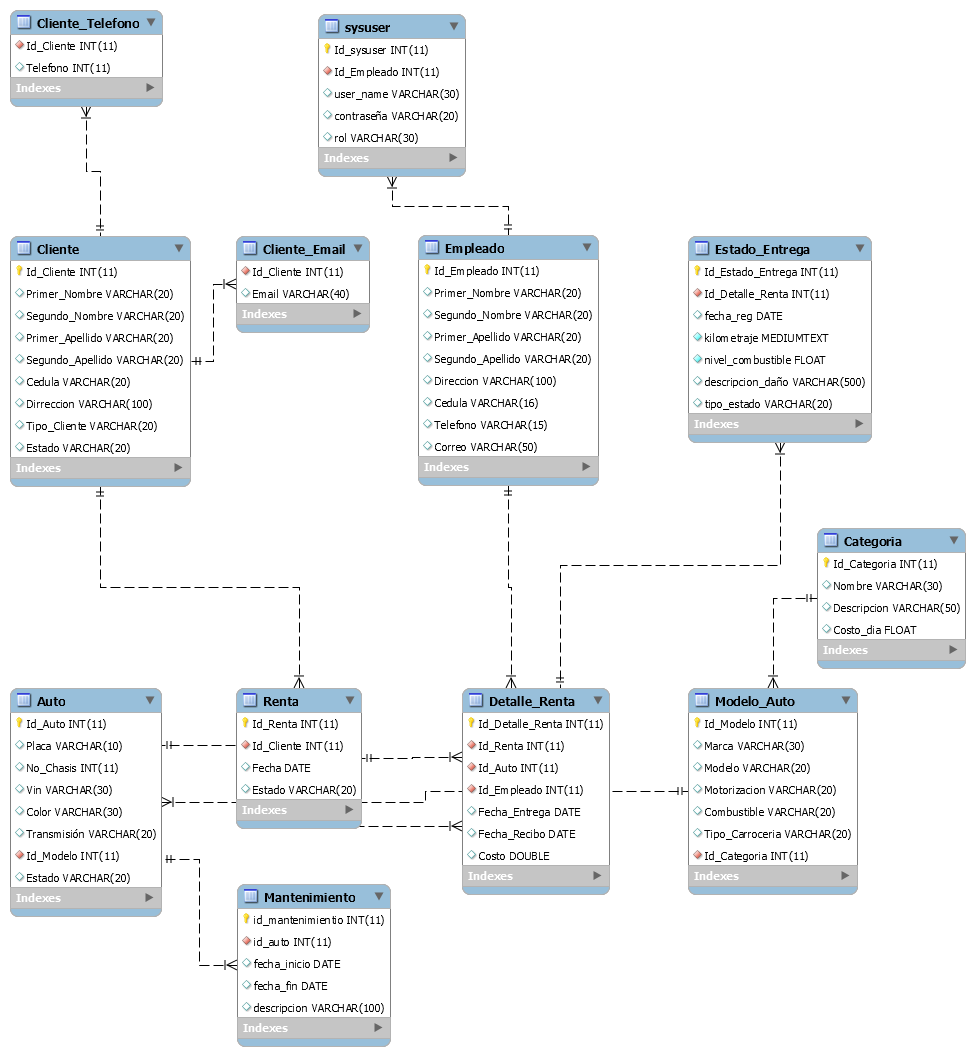 Cliente_Telefono
Id_Cliente INT(11)
Telefono INT(11)
Indexes
sysuser
Id_sysuser INT(11)
Id_Empleado INT(11)
user_name VARCHAR(30)
contraseña VARCHAR(20)
rol VARCHAR(30)
Indexes
Cliente
Id_Cliente INT(11)
Primer_Nombre VARCHAR(20)
Segundo_Nombre VARCHAR(20)
Primer_Apellido VARCHAR(20)
Segundo_Apellido VARCHAR(20)
Cedula VARCHAR(20)
Dirreccion VARCHAR(100)
Tipo_Cliente VARCHAR(20)
Estado VARCHAR(20)
Indexes
Cliente_Email
Id_Cliente INT(11)
Email VARCHAR(40)
Indexes
Empleado
Id_Empleado INT(11)
Primer_Nombre VARCHAR(20)
Segundo_Nombre VARCHAR(20)
Primer_Apellido VARCHAR(20)
Segundo_Apellido VARCHAR(20)
Direccion VARCHAR(100)
Cedula VARCHAR(16)
Telefono VARCHAR(15)
Correo VARCHAR(50)
Indexes
Estado_Entrega
Id_Estado_Entrega INT(11)
Id_Detalle_Renta INT(11)
fecha_reg DATE
kilometraje MEDIUMTEXT
nivel_combustible FLOAT
descripcion_daño VARCHAR(500)
tipo_estado VARCHAR(20)
Indexes
Categoria
Id_Categoria INT(11)
Nombre VARCHAR(30)
Descripcion VARCHAR(50)
Costo_dia FLOAT
Indexes
Auto
Id_Auto INT(11)
Placa VARCHAR(10)
No_Chasis INT(11)
Vin VARCHAR(30)
Color VARCHAR(30)
Transmisión VARCHAR(20)
Id_Modelo INT(11)
Estado VARCHAR(20)
Indexes
Renta
Id_Renta INT(11)
Id_Cliente INT(11)
Fecha DATE
Estado VARCHAR(20)
Indexes
Detalle_Renta
Id_Detalle_Renta INT(11)
Id_Renta INT(11)
Id_Auto INT(11)
Id_Empleado INT(11)
Fecha_Entrega DATE
Fecha_Recibo DATE
Costo DOUBLE
Indexes
Modelo_Auto
Id_Modelo INT(11)
Marca VARCHAR(30)
Modelo VARCHAR(20)
Motorizacion VARCHAR(20)
Combustible VARCHAR(20)
Tipo_Carroceria VARCHAR(20)
Id_Categoria INT(11)
Indexes
Mantenimiento
id_mantenimientio INT(11)
id_auto INT(11)
fecha_inicio DATE
fecha_fin DATE
descripcion VARCHAR(100)
Indexes